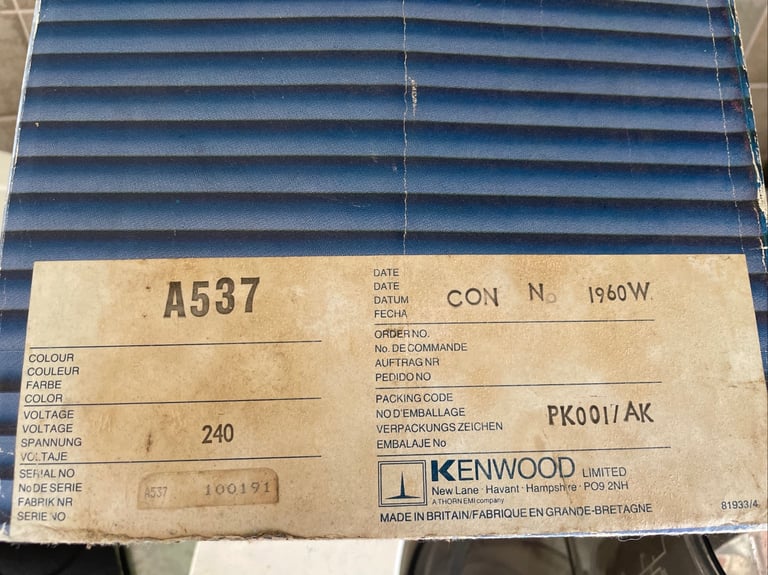 A537
COLOUR
COULEUR
FARBE
COLOR
VOLTAGE
VOLTAGE
SPANNUNG
VOLTAJE
240
SERIAL NO
No DE SERIE
FABRIK NR
SERIE NO
A537 100191
DATE
DATE
DATUM
FECHA
CON No 1960W
ORDER NO.
No. DE COMMANDE
AUFTRAG NR
PEDIDO NO
PACKING CODE
NO D'EMBALLAGE
VERPACKUNGS ZEICHEN
EMBALAJE No
PK001/AK
KENWOOD LIMITED
New Lane · Havant · Hampshire · PO9 2NH
A THORN EMI company
MADE IN BRITAIN/FABRIQUE EN GRANDE-BRETAGNE
81933/4